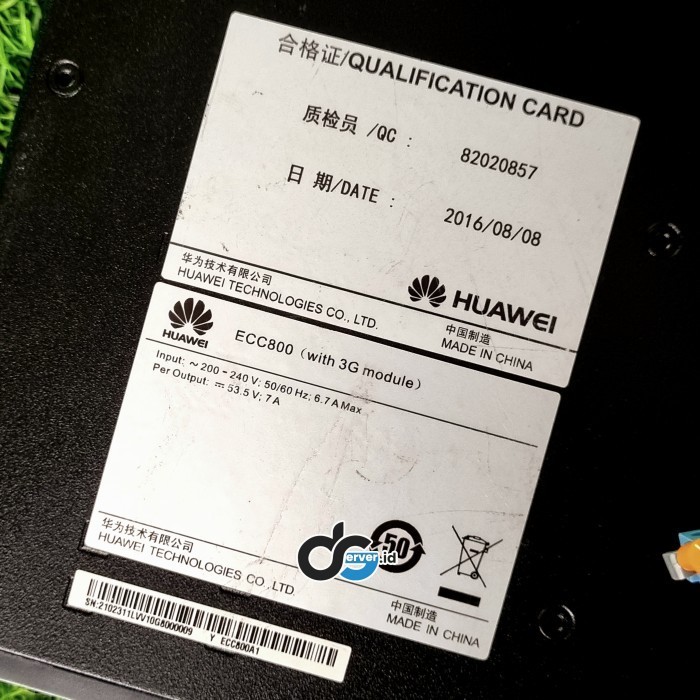 合格证/QUALIFICATION CARD
质检员 /QC : 82020857
日 期/DATE : 2016/08/08
华为技术有限公司
HUAWEI TECHNOLOGIES CO., LTD.
HUAWEI
中国制造
MADE IN CHINA
HUAWEI
ECC800 (with 3G module)
Input: ~ 200 - 240 V; 50/60 Hz; 6.7 A Max
Per Output: ⎓ 53.5 V; 7 A
华为技术有限公司
HUAWEI TECHNOLOGIES CO., LTD.
dserver.id
50
中国制造
MADE IN CHINA
SN:2102311LVV10G8000009 Y ECC800A1